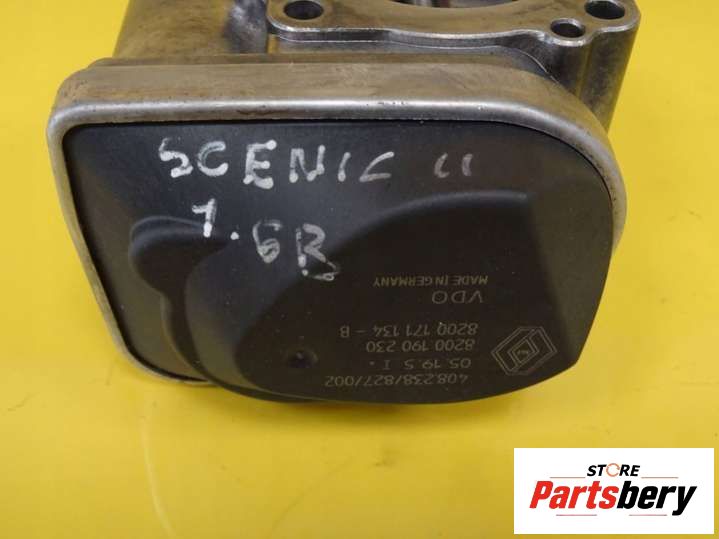 SCENIC II
1.6B
408.238/827/002
05.19.5 I •
8200 190 230
8200 171 134 - B
VDO
MADE IN GERMANY
STORE
Partsbery